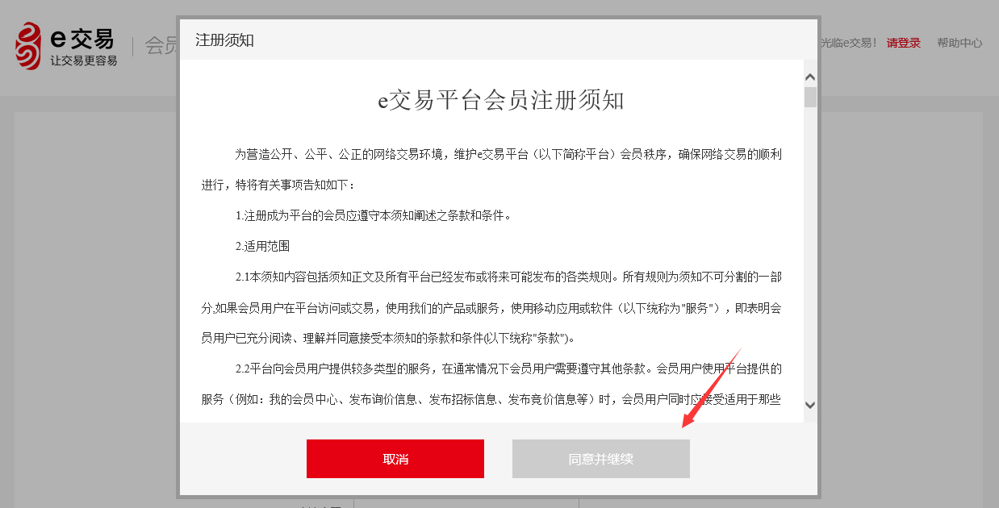 注册须知
e交易
让交易更容易
会员
光临e交易！ 请登录 帮助中心
e交易平台会员注册须知
为营造公开、公平、公正的网络交易环境，维护e交易平台（以下简称平台）会员秩序，确保网络交易的顺利
进行，特将有关事项告知如下：
1.注册成为平台的会员应遵守本须知阐述之条款和条件。
2.适用范围
2.1本须知内容包括须知正文及所有平台已经发布或将来可能发布的各类规则。所有规则为须知不可分割的一部
分,如果会员用户在平台访问或交易，使用我们的产品或服务，使用移动应用或软件（以下统称为"服务"），即表明会
员用户已充分阅读、理解并同意接受本须知的条款和条件(以下统称"条款")。
2.2平台向会员用户提供较多类型的服务，在通常情况下会员用户需要遵守其他条款。会员用户使用平台提供的
服务（例如：我的会员中心、发布询价信息、发布招标信息、发布竞价信息等）时，会员用户同时应接受适用于那些
取消
同意并继续